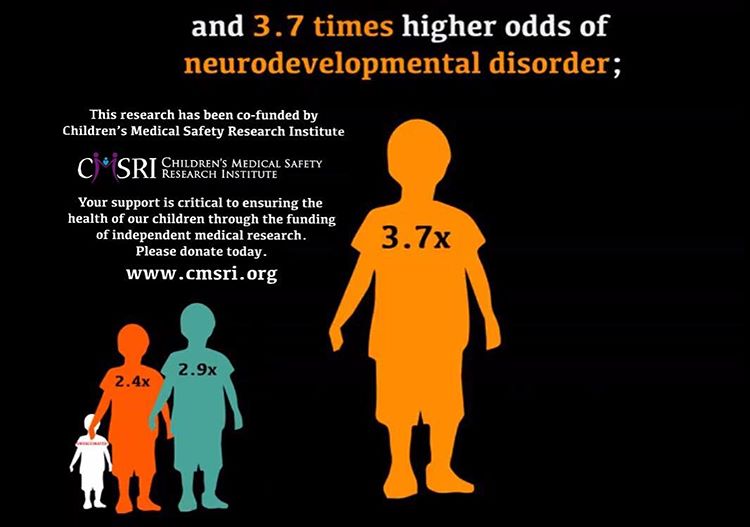 and 3.7 times higher odds of
neurodevelopmental disorder;
This research has been co-funded by
Children's Medical Safety Research Institute
CMSRI CHILDREN'S MEDICAL SAFETY
RESEARCH INSTITUTE
Your support is critical to ensuring the
health of our children through the funding
of independent medical research.
Please donate today.
www.cmsri.org
3.7x
2.9x
2.4x